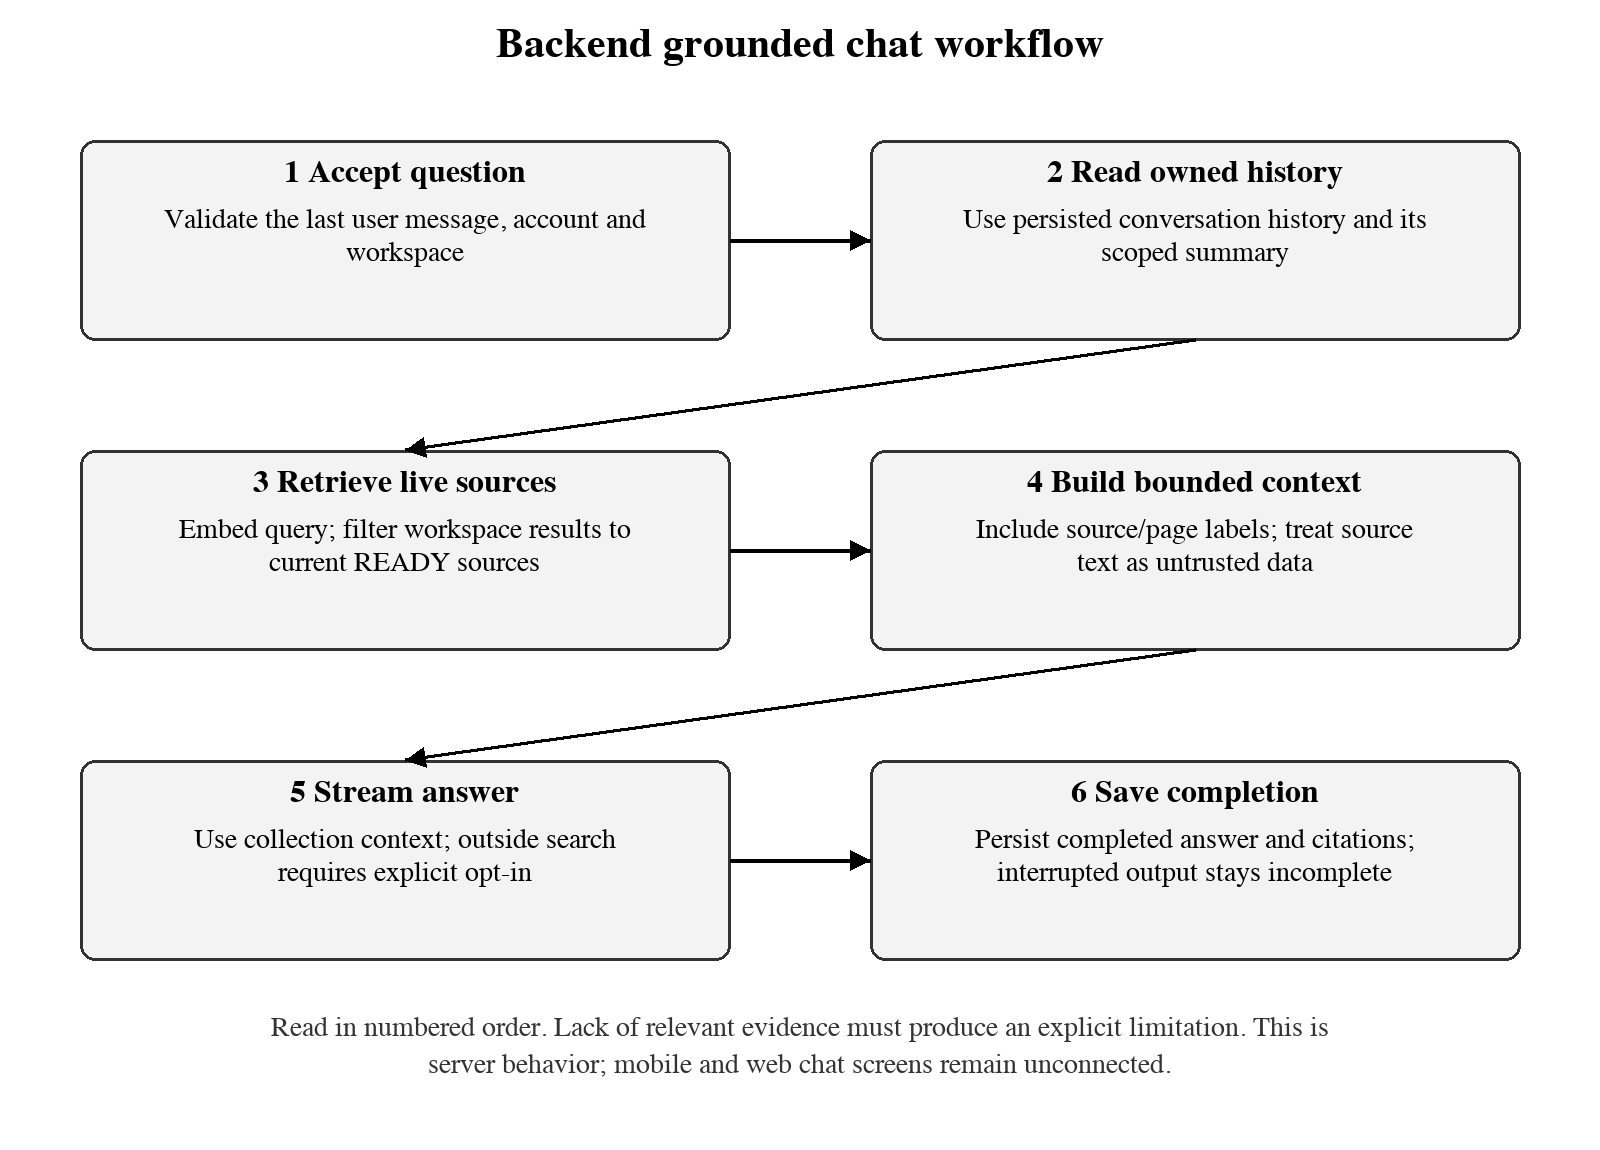 Backend grounded chat workflow
1 Accept question
Validate the last user message, account and
workspace
2 Read owned history
Use persisted conversation history and its
scoped summary
3 Retrieve live sources
Embed query; filter workspace results to
current READY sources
4 Build bounded context
Include source/page labels; treat source
text as untrusted data
5 Stream answer
Use collection context; outside search
requires explicit opt-in
6 Save completion
Persist completed answer and citations;
interrupted output stays incomplete
Read in numbered order. Lack of relevant evidence must produce an explicit limitation. This is
server behavior; mobile and web chat screens remain unconnected.